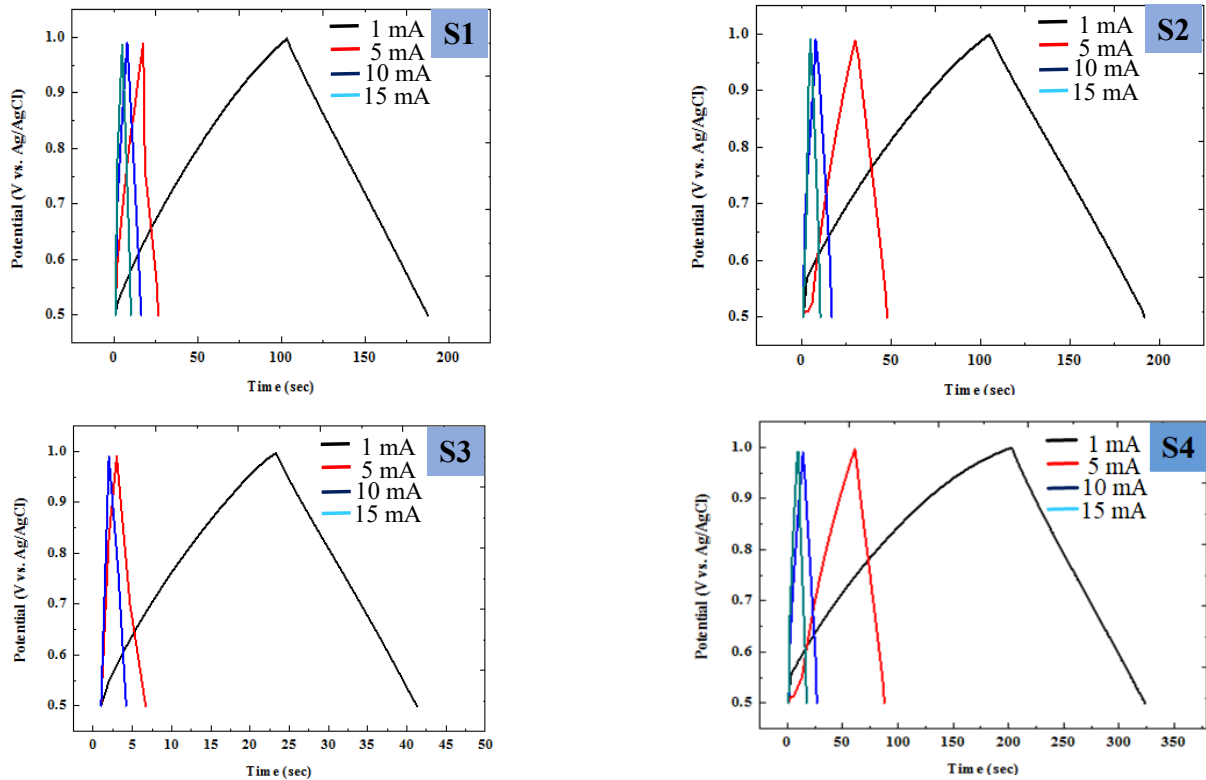 1 mA
5 mA
10 mA
15 mA
S1
1.0
0.9
0.8
0.7
0.6
0.5
Potential (V vs. Ag/AgCl)
0 50 100 150 200
Time (sec)
1 mA
5 mA
10 mA
15 mA
S2
1.0
0.9
0.8
0.7
0.6
0.5
Potential (V vs. Ag/AgCl)
0 50 100 150 200
Time (sec)
1 mA
5 mA
10 mA
15 mA
S3
1.0
0.9
0.8
0.7
0.6
0.5
Potential (V vs. Ag/AgCl)
0 5 10 15 20 25 30 35 40 45 50
Time (sec)
1 mA
5 mA
10 mA
15 mA
S4
1.0
0.9
0.8
0.7
0.6
0.5
Potential (V vs. Ag/AgCl)
0 50 100 150 200 250 300 350
Time (sec)